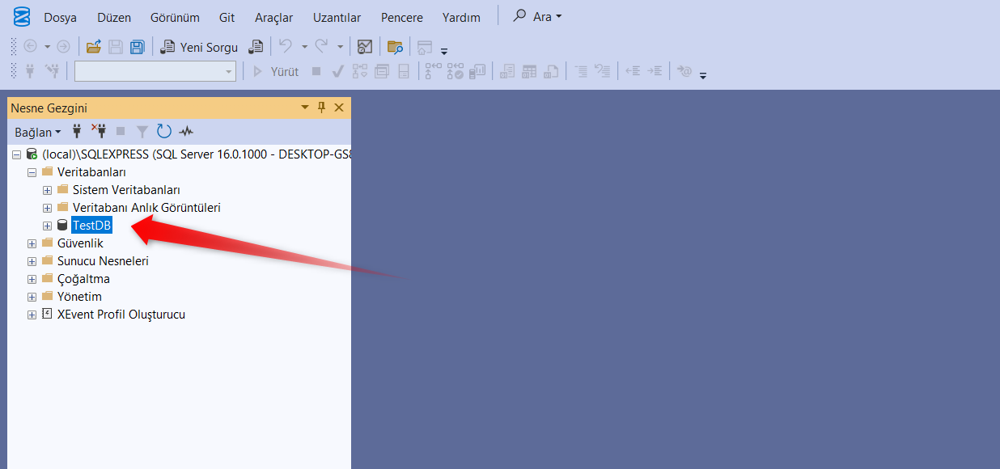 Dosya Düzen Görünüm Git Araçlar Uzantılar Pencere Yardım Ara
Yeni Sorgu
Yürüt
Nesne Gezgini
Bağlan
(local)\SQLEXPRESS (SQL Server 16.0.1000 - DESKTOP-GS8
Veritabanları
Sistem Veritabanları
Veritabanı Anlık Görüntüleri
TestDB
Güvenlik
Sunucu Nesneleri
Çoğaltma
Yönetim
XEvent Profil Oluşturucu